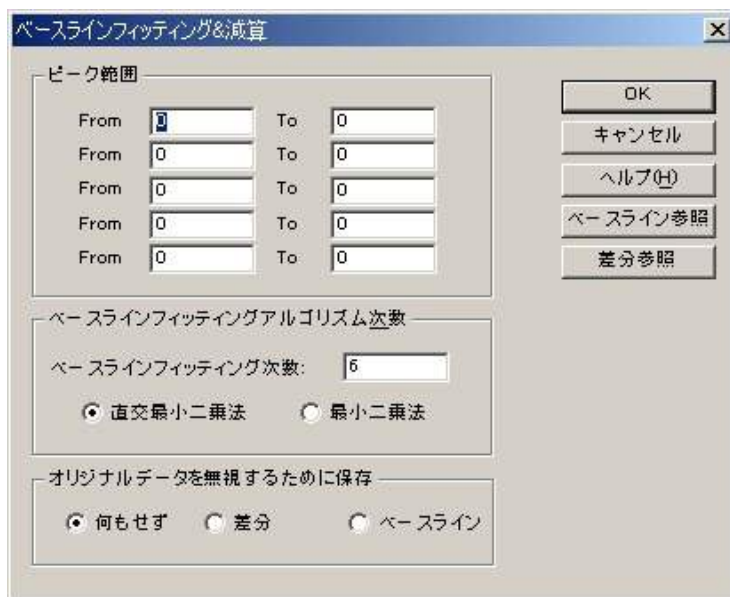 ベースラインフィッティング&減算
ピーク範囲
From 0 To 0
From 0 To 0
From 0 To 0
From 0 To 0
From 0 To 0
OK
キャンセル
ヘルプ(H)
ベースライン参照
差分参照
ベースラインフィッティングアルゴリズム次数
ベースラインフィッティング次数: 6
直交最小二乗法 最小二乗法
オリジナルデータを無視するために保存
何もせず 差分 ベースライン